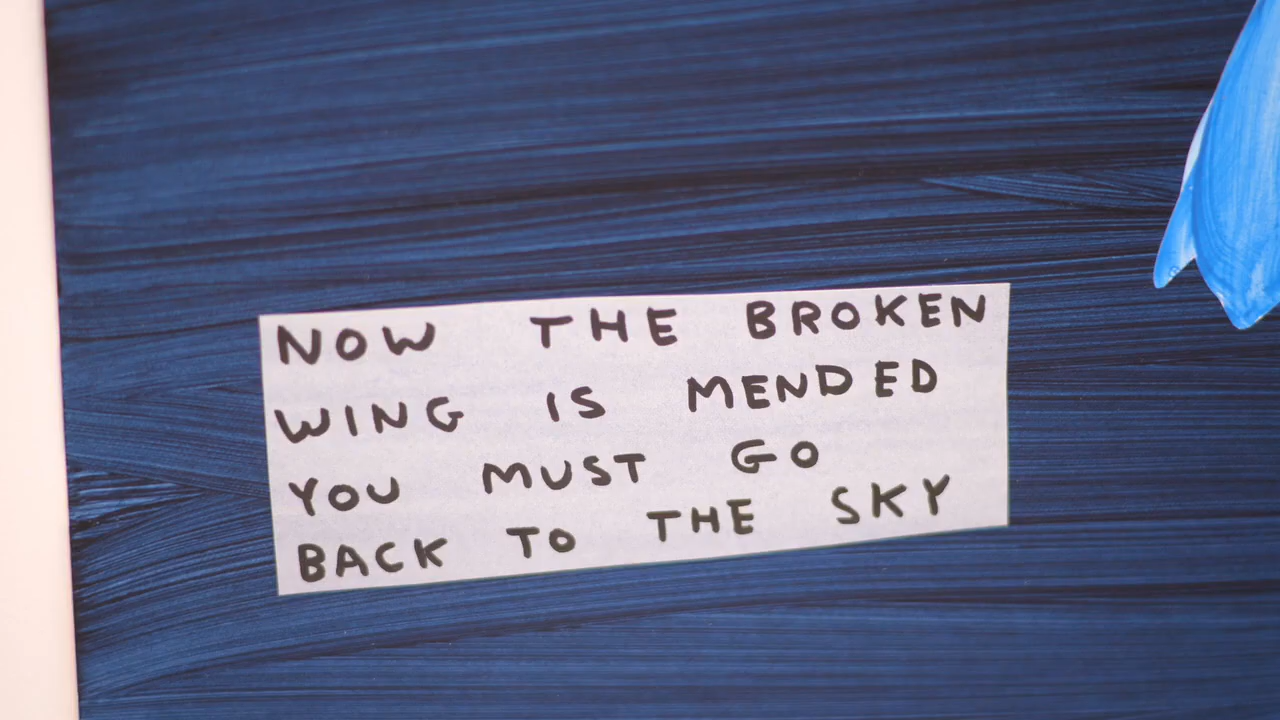 NOW THE BROKEN
WING IS MENDED
YOU MUST GO
BACK TO THE SKY